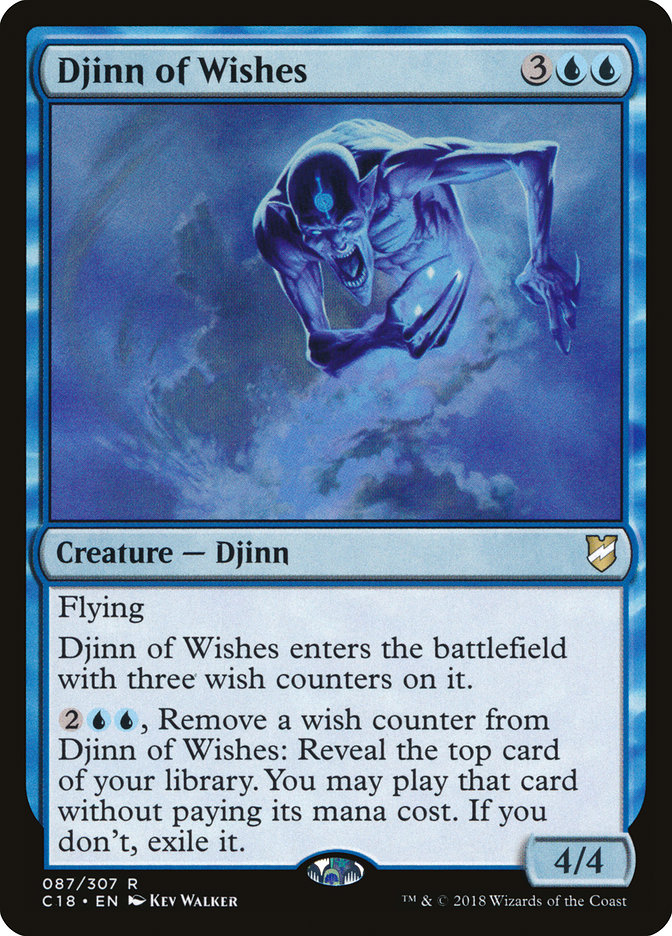 Djinn of Wishes 3
Creature — Djinn
Flying
Djinn of Wishes enters the battlefield
with three wish counters on it.
2, Remove a wish counter from
Djinn of Wishes: Reveal the top card
of your library. You may play that card
without paying its mana cost. If you
don't, exile it.
4/4
087/307 R
C18 • EN Kev Walker ™ & © 2018 Wizards of the Coast